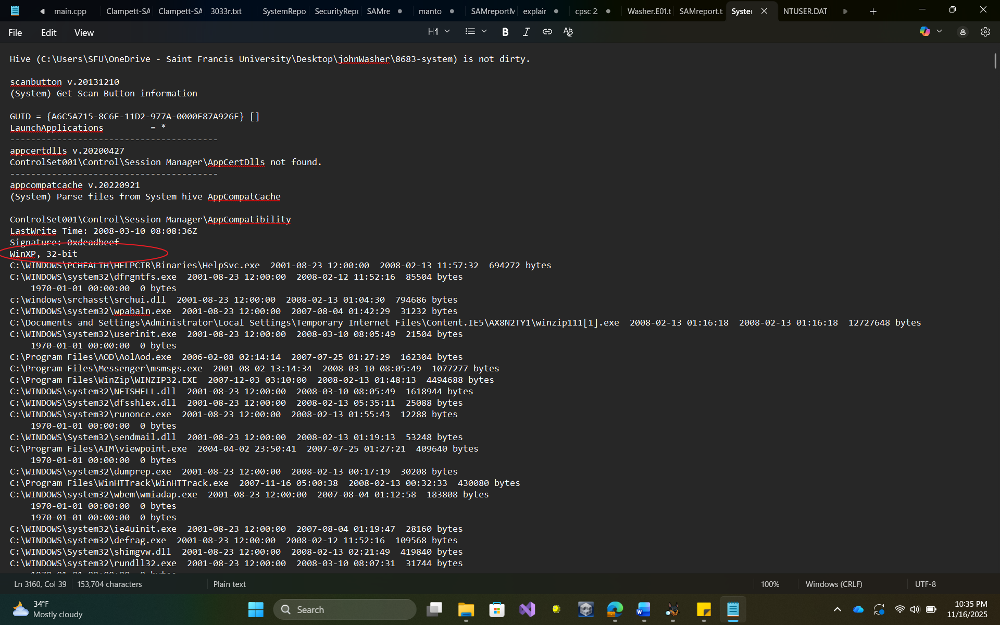 main.cpp
Clampett-SA
Clampett-SA
3033r.txt
SystemRepo
SecurityRepo
SAMre
manto
SAMreportM
explair
cpsc 2
Washer.E01.t
SAMreport.t
Syste
NTUSER.DAT
File
Edit
View
H1
B
I
Hive (C:\Users\SFU\OneDrive - Saint Francis University\Desktop\johnWasher\8683-system) is not dirty.
scanbutton v.20131210
(System) Get Scan Button information
GUID = {A6C5A715-8C6E-11D2-977A-0000F87A926F} []
LaunchApplications = *
----------------------------------------
appcertdlls v.20200427
ControlSet001\Control\Session Manager\AppCertDlls not found.
----------------------------------------
appcompatcache v.20220921
(System) Parse files from System hive AppCompatCache
ControlSet001\Control\Session Manager\AppCompatibility
LastWrite Time: 2008-03-10 08:08:36Z
Signature: 0xdeadbeef
WinXP, 32-bit
C:\WINDOWS\PCHEALTH\HELPCTR\Binaries\HelpSvc.exe  2001-08-23 12:00:00  2008-02-13 11:57:32  694272 bytes
C:\WINDOWS\system32\dfrgntfs.exe  2001-08-23 12:00:00  2008-02-12 11:52:16  85504 bytes
1970-01-01 00:00:00  0 bytes
c:\windows\srchasst\srchui.dll  2001-08-23 12:00:00  2008-02-13 01:04:30  794686 bytes
C:\WINDOWS\system32\wpabaln.exe  2001-08-23 12:00:00  2007-08-04 01:42:29  31232 bytes
C:\Documents and Settings\Administrator\Local Settings\Temporary Internet Files\Content.IE5\AX8N2TY1\winzip111[1].exe  2008-02-13 01:16:18  2008-02-13 01:16:18  12727648 bytes
C:\WINDOWS\system32\userinit.exe  2001-08-23 12:00:00  2008-03-10 08:05:49  21504 bytes
1970-01-01 00:00:00  0 bytes
C:\Program Files\AOD\AolAod.exe  2006-02-08 02:14:14  2007-07-25 01:27:29  162304 bytes
C:\Program Files\Messenger\msmsgs.exe  2001-08-02 13:14:34  2008-03-10 08:05:49  1077277 bytes
C:\Program Files\WinZip\WINZIP32.EXE  2007-12-03 03:10:00  2008-02-13 01:48:13  4494688 bytes
C:\WINDOWS\system32\NETSHELL.dll  2001-08-23 12:00:00  2008-03-10 08:05:49  1618944 bytes
C:\WINDOWS\System32\dfsshlex.dll  2001-08-23 12:00:00  2008-02-13 05:35:11  25088 bytes
C:\WINDOWS\system32\runonce.exe  2001-08-23 12:00:00  2008-02-13 01:55:43  12288 bytes
1970-01-01 00:00:00  0 bytes
C:\WINDOWS\System32\sendmail.dll  2001-08-23 12:00:00  2008-02-13 01:19:13  53248 bytes
C:\Program Files\AIM\viewpoint.exe  2004-04-02 23:50:41  2007-07-25 01:27:21  409640 bytes
1970-01-01 00:00:00  0 bytes
C:\WINDOWS\system32\dumprep.exe  2001-08-23 12:00:00  2008-02-13 00:17:19  30208 bytes
C:\Program Files\WinHTTrack\WinHTTrack.exe  2007-11-16 05:00:38  2008-02-13 00:32:33  430080 bytes
C:\WINDOWS\system32\wbem\wmiadap.exe  2001-08-23 12:00:00  2007-08-04 01:12:58  183808 bytes
1970-01-01 00:00:00  0 bytes
1970-01-01 00:00:00  0 bytes
C:\WINDOWS\system32\ie4uinit.exe  2001-08-23 12:00:00  2007-08-04 01:19:47  28160 bytes
C:\WINDOWS\system32\defrag.exe  2001-08-23 12:00:00  2008-02-12 11:52:16  109568 bytes
C:\WINDOWS\System32\shimgvw.dll  2001-08-23 12:00:00  2008-02-13 02:21:49  419840 bytes
C:\WINDOWS\system32\rundll32.exe  2001-08-23 12:00:00  2008-03-10 08:07:31  31744 bytes
Ln 3160, Col 39
153,704 characters
Plain text
100%
Windows (CRLF)
UTF-8
34°F
Mostly cloudy
Search
10:35 PM
11/16/2025